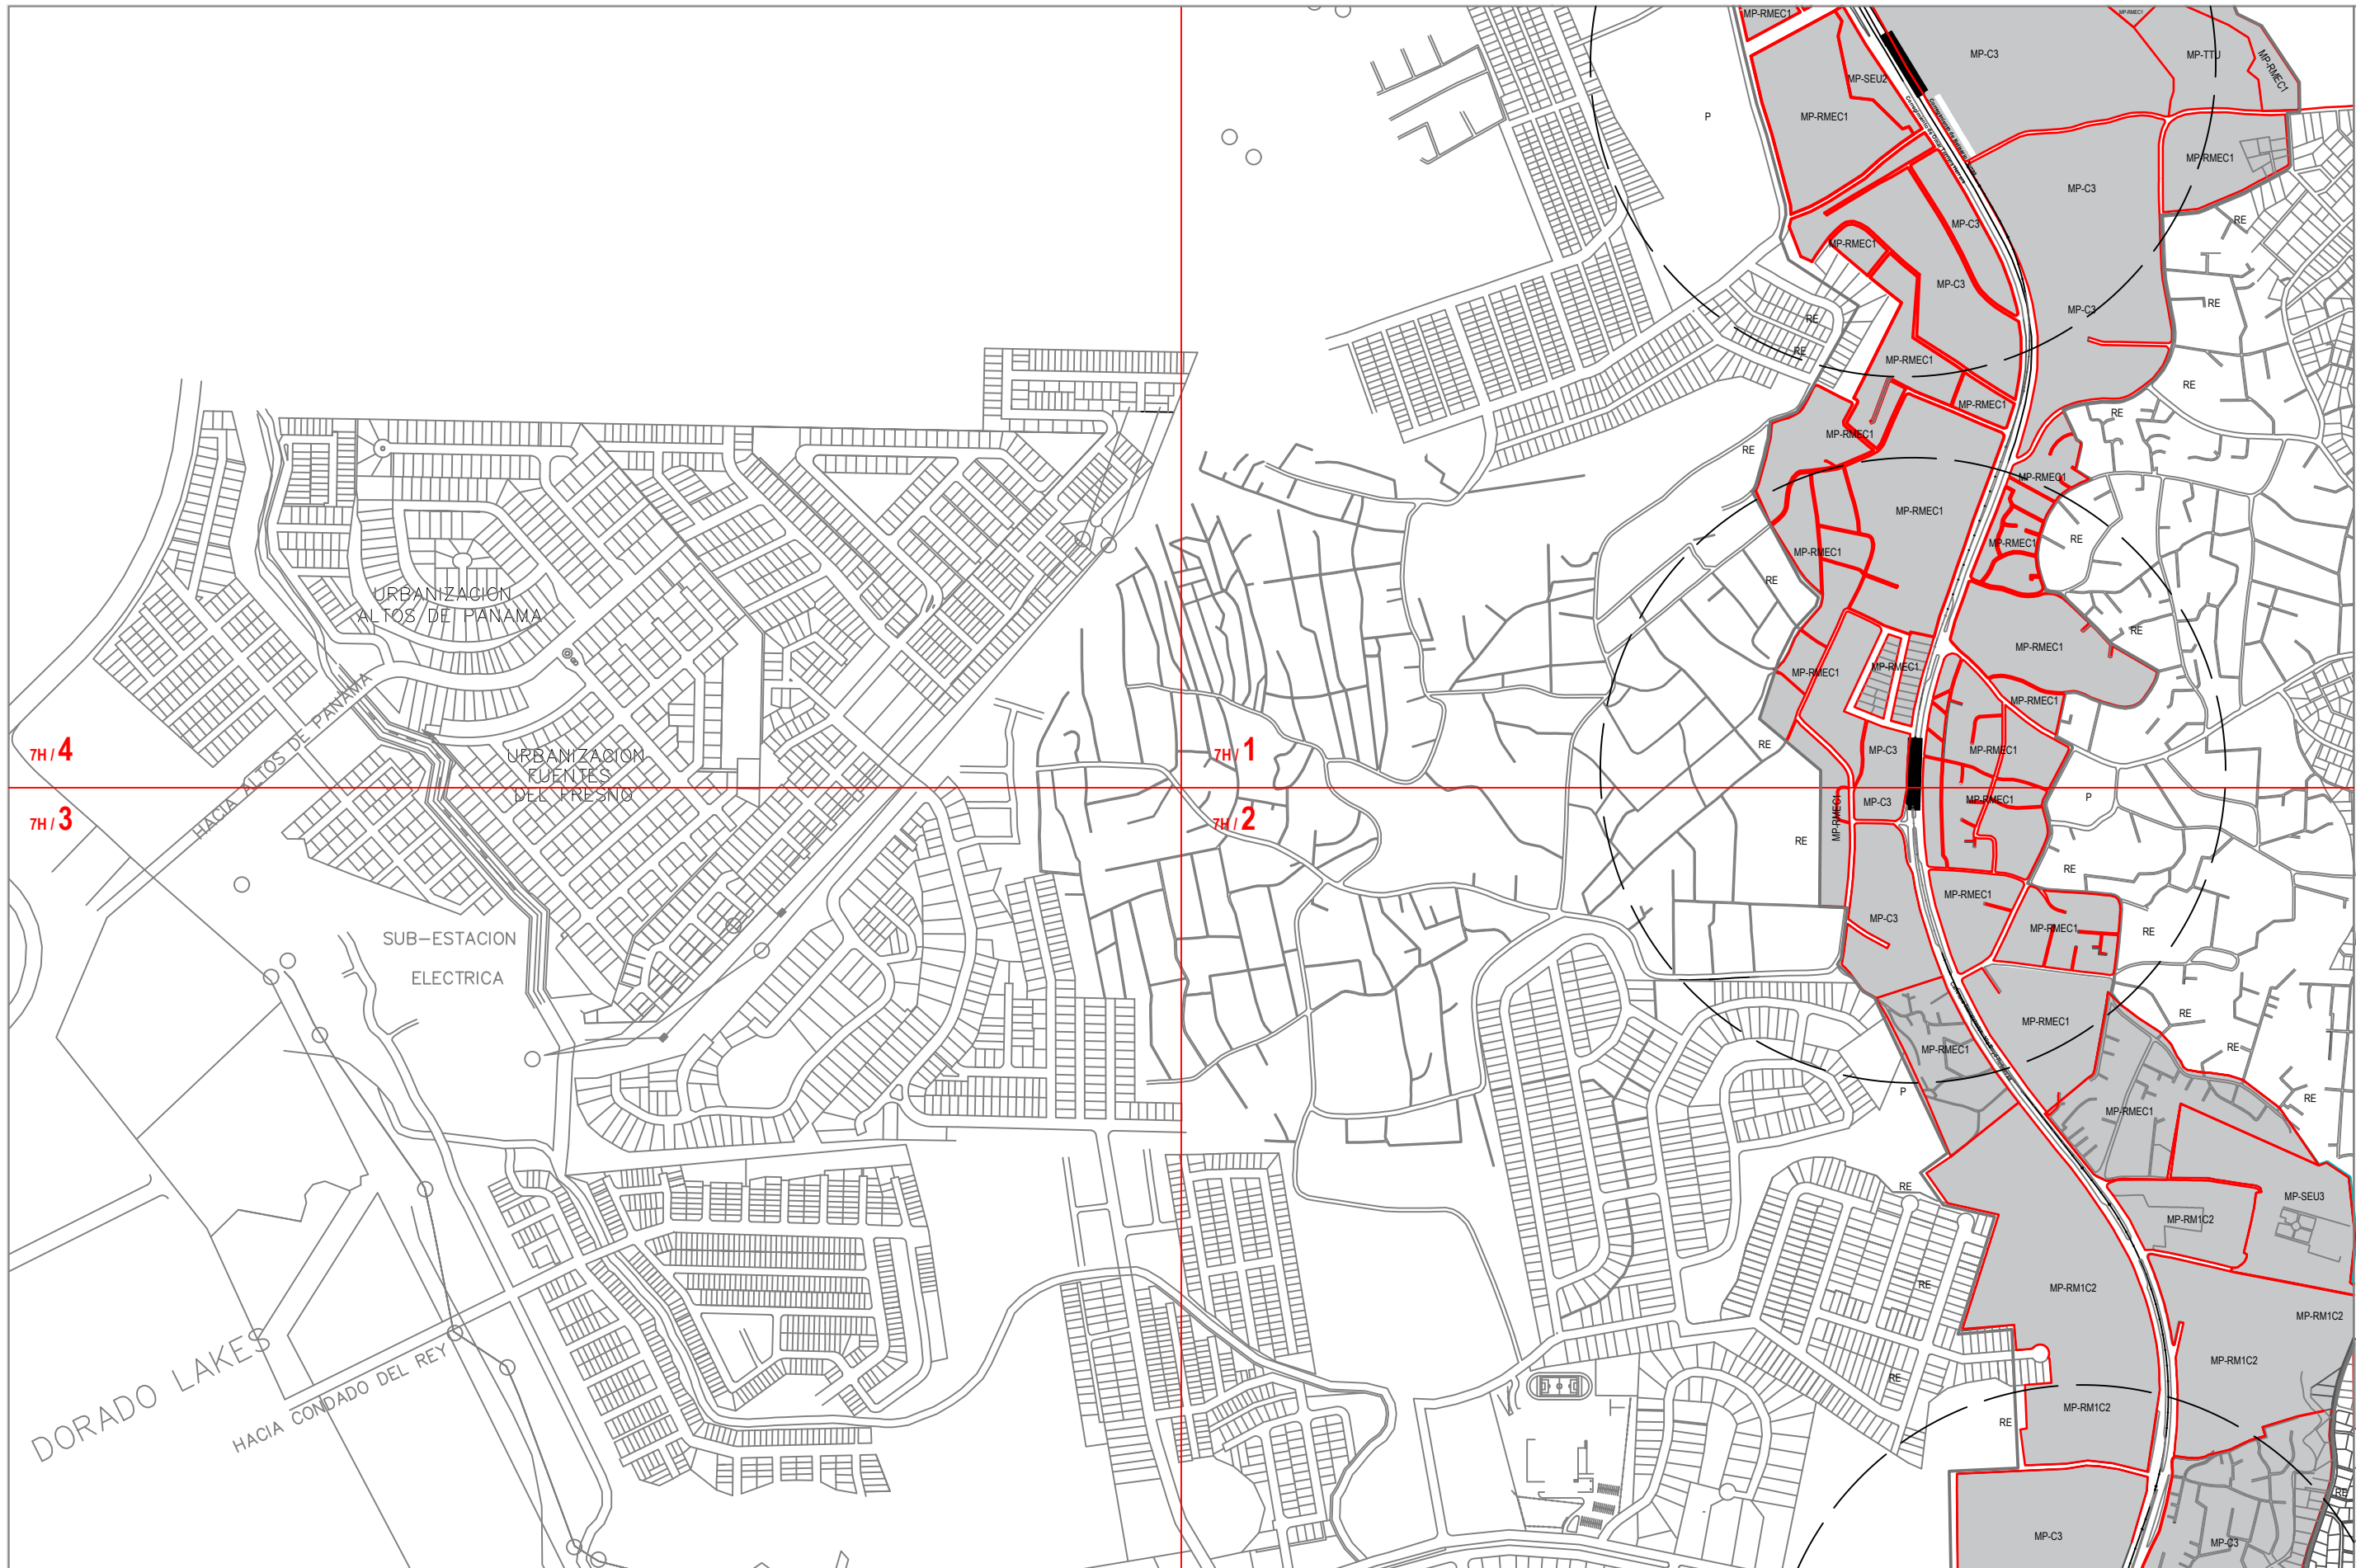 MP-RMEC1
MP-RMEC1
MP-C3
MP-TTU
MP-RMEC1
MP-SEU2
MP-RMEC1
P
MP-RMEC1
MP-C3
RE
MP-C3
MP-RMEC1
MP-C3
RE
MP-C3
RE
RE
MP-RMEC1
RE
MP-RMEC1
RE
MP-RMEC1
RE
MP-RMEC1
MP-RMEC1
RE
MP-RMEC1
MP-RMEC1
RE
URBANIZACION
ALTOS DE PANAMA
RE
MP-RMEC1
MP-RMEC1
MP-RMEC1
MP-RMEC1
HACIA ALTOS DE PANAMA
URBANIZACION
FUENTES
DEL FRESNO
RE
MP-C3
MP-RMEC1
7H / 4
7H / 1
7H / 3
7H / 2
MP-RMEC1
MP-C3
MP-RMEC1
P
RE
RE
MP-RMEC1
MP-C3
MP-RMEC1
RE
SUB-ESTACION
ELECTRICA
RE
MP-RMEC1
MP-RMEC1
RE
P
MP-RMEC1
RE
RE
MP-SEU3
MP-RM1C2
RE
MP-RM1C2
MP-RM1C2
MP-RM1C2
DORADO LAKES
HACIA CONDADO DEL REY
RE
MP-RM1C2
RE
RE
MP-C3
MP-C3